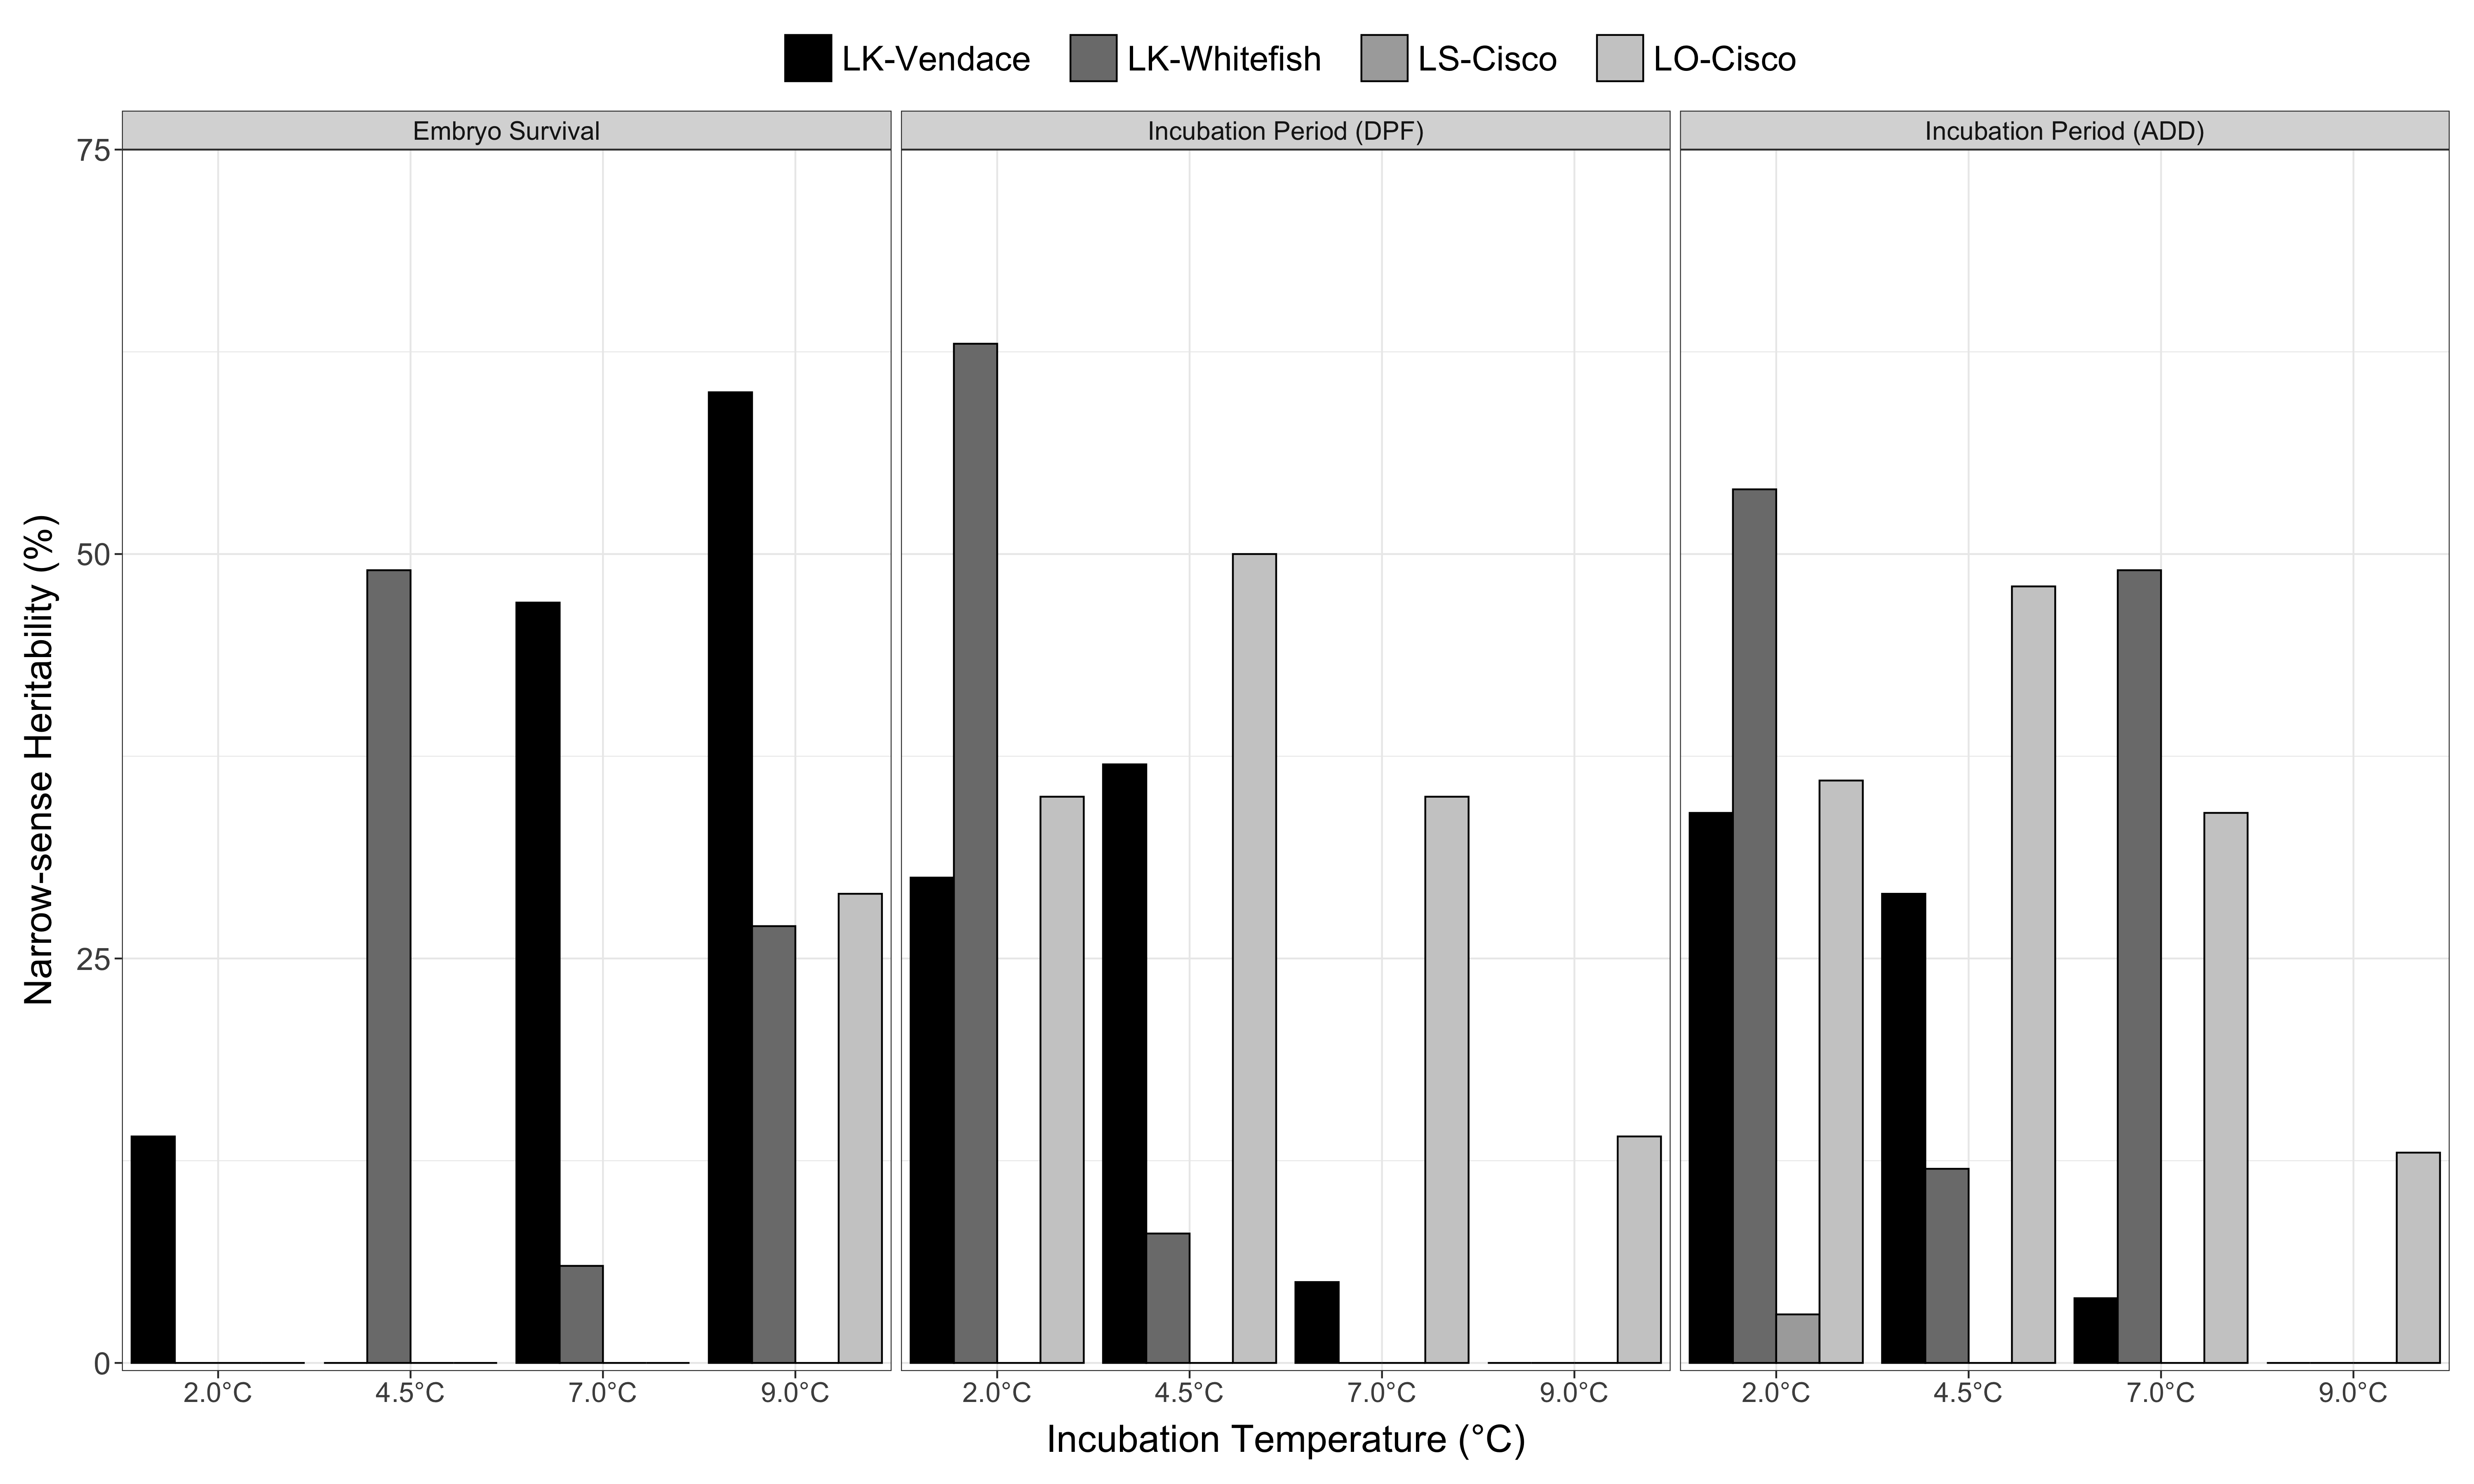 LK-Vendace LK-Whitefish LS-Cisco LO-Cisco
Embryo Survival Incubation Period (DPF) Incubation Period (ADD)
Narrow-sense Heritability (%)
75
50
25
0
2.0°C 4.5°C 7.0°C 9.0°C 2.0°C 4.5°C 7.0°C 9.0°C 2.0°C 4.5°C 7.0°C 9.0°C
Incubation Temperature (°C)